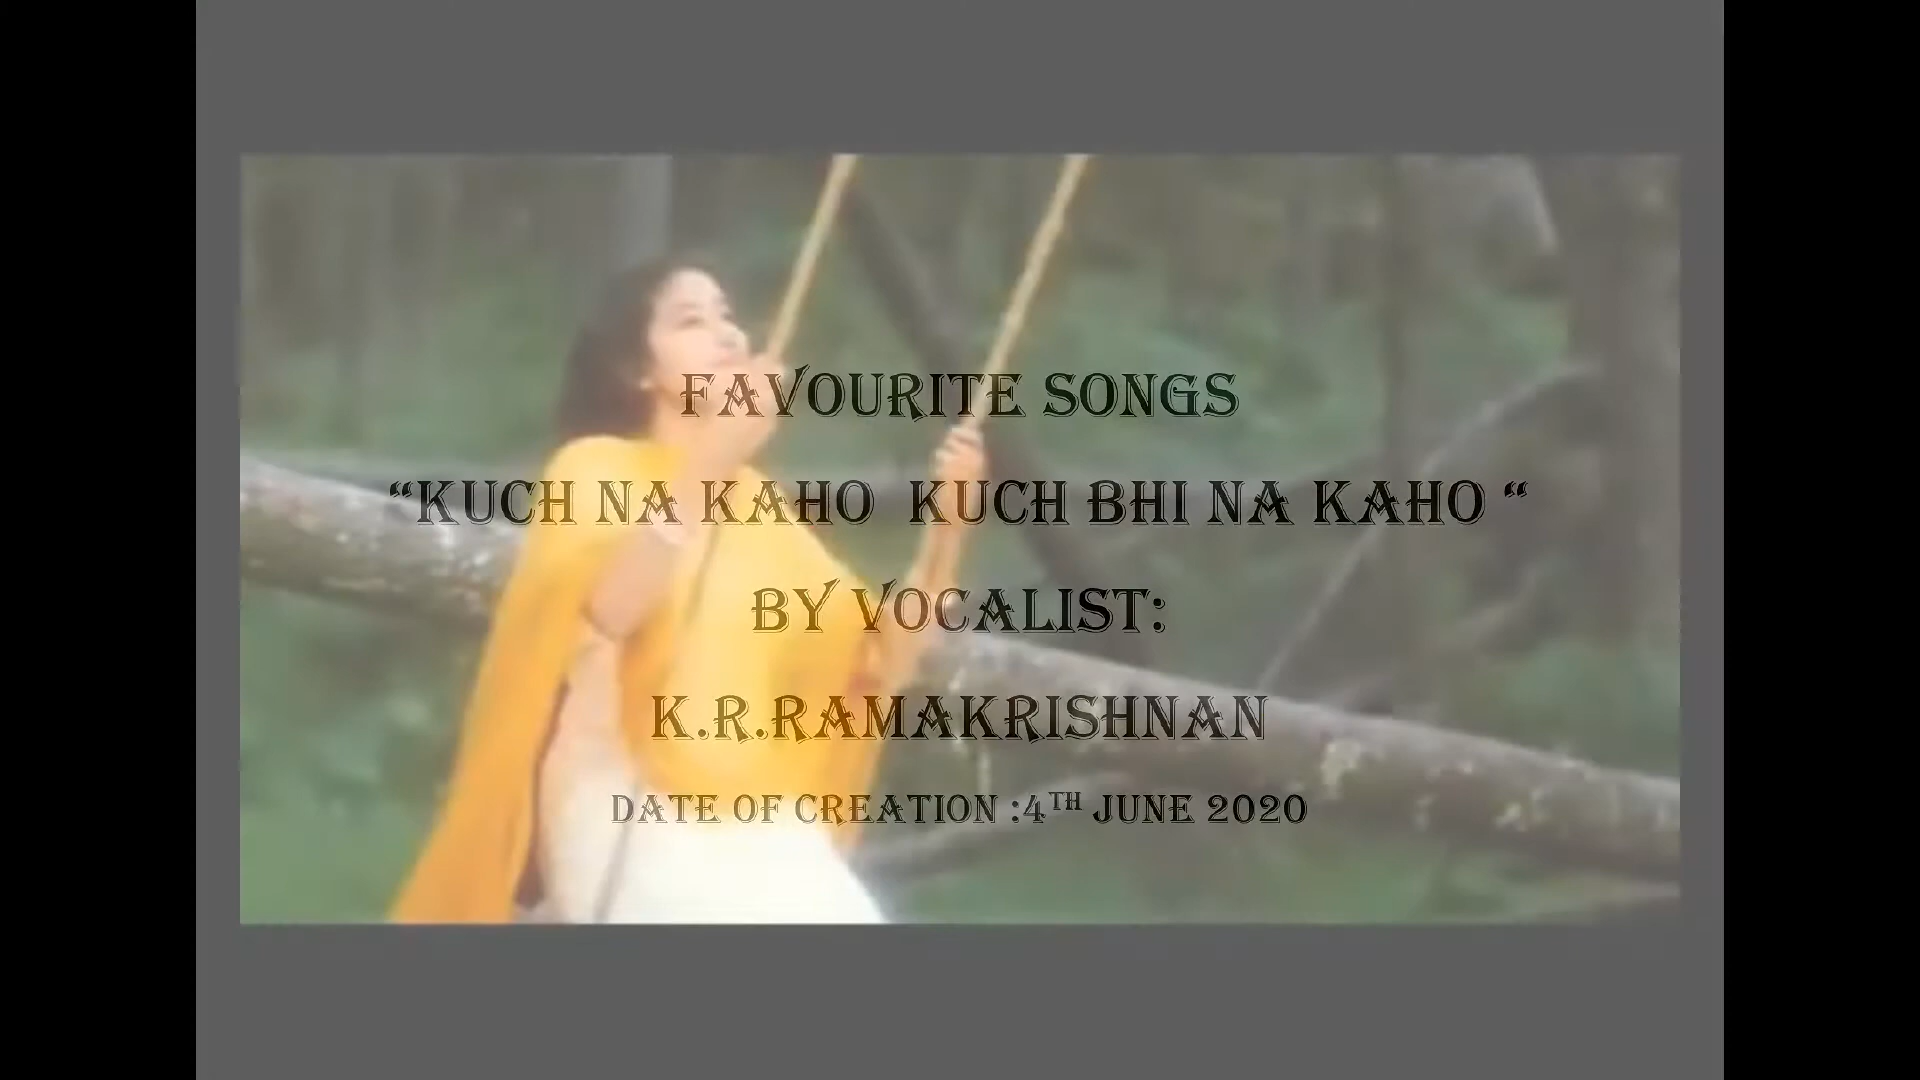 FAVOURITE SONGS
“KUCH NA KAHO  KUCH BHI NA KAHO “
BY VOCALIST:
K.R.RAMAKRISHNAN
DATE OF CREATION :4TH JUNE 2020